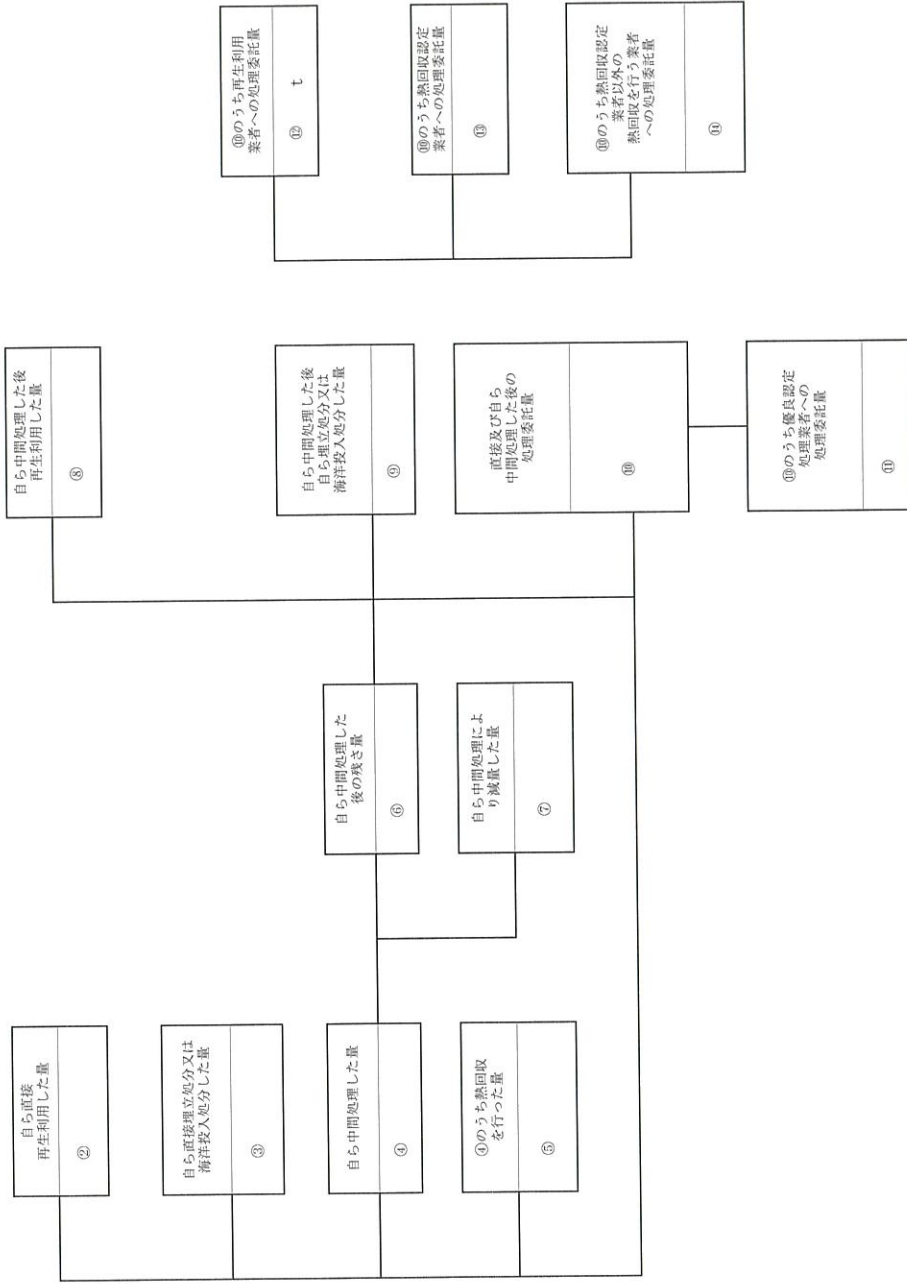 自ら直接
再生利用した量
②
自ら直接埋立処分又は
海洋投入処分した量
③
自ら中間処理した量
④
④のうち熱回収
を行った量
⑤
自ら中間処理した
後の残さ量
⑥
自ら中間処理によ
り減量した量
⑦
自ら中間処理した後
再生利用した量
⑧
自ら中間処理した後
自ら埋立処分又は
海洋投入処分した量
⑨
直接及び自ら
中間処理した後の
処理委託量
⑩
⑩のうち優良認定
処理業者への
処理委託量
⑪
⑩のうち再生利用
業者への処理委託量
⑫ t
⑩のうち熱回収認定
業者への処理委託量
⑬
⑩のうち熱回収認定
業者以外の
熱回収を行う業者
への処理委託量
⑭